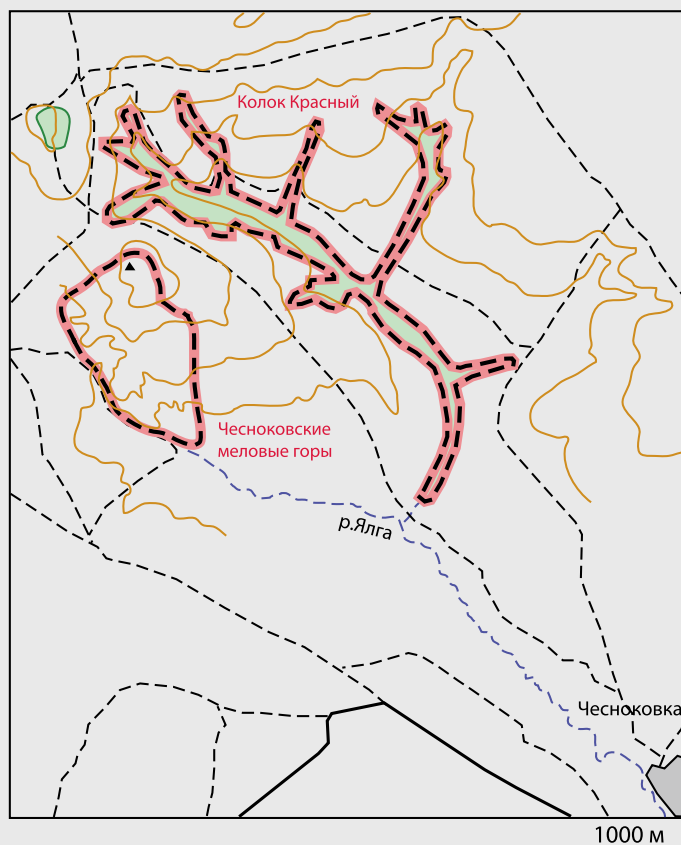 Колок Красный
Чесноковские
меловые горы
р.Ялга
Чесноковка
1000 м